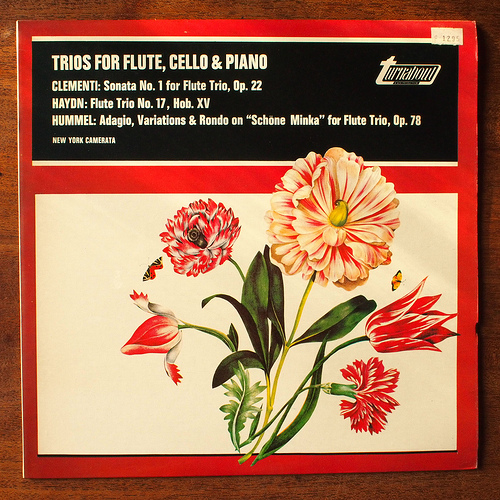 1295
TRIOS FOR FLUTE, CELLO & PIANO
turnabout
CLEMENTI: Sonata No. 1 for Flute Trio, Op. 22
HAYDN: Flute Trio No. 17, Hob. XV
HUMMEL: Adagio, Variations & Rondo on "Schöne Minka" for Flute Trio, Op. 78
NEW YORK CAMERATA